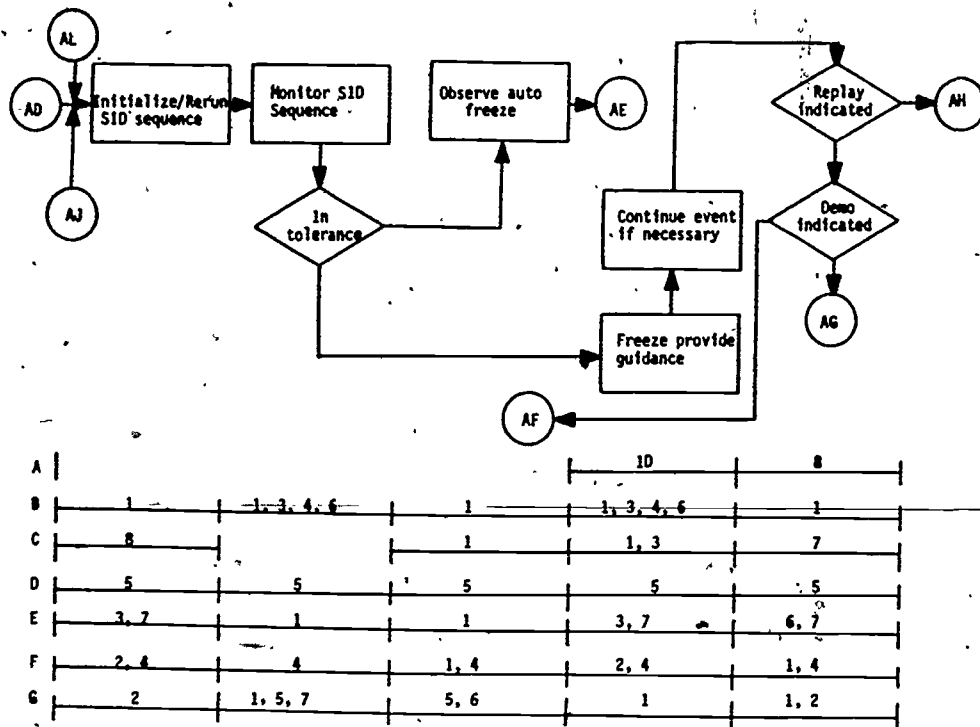 AL
AD
AJ
Initialize/Rerun
SID sequence
Monitor SID
Sequence
In
tolerance
Observe auto
freeze
AE
Continue event
if necessary
Freeze provide
guidance
AF
Replay
indicated
AH
Demo
indicated
AG
A 10 8
B 1 1, 3, 4, 6 1 1, 3, 4, 6 1
C 8 1 1, 3 7
D 5 5 5 5 5
E 3, 7 1 1 3, 7 6, 7
F 2, 4 4 1, 4 2, 4 1, 4
G 2 1, 5, 7 5, 6 1 1, 2